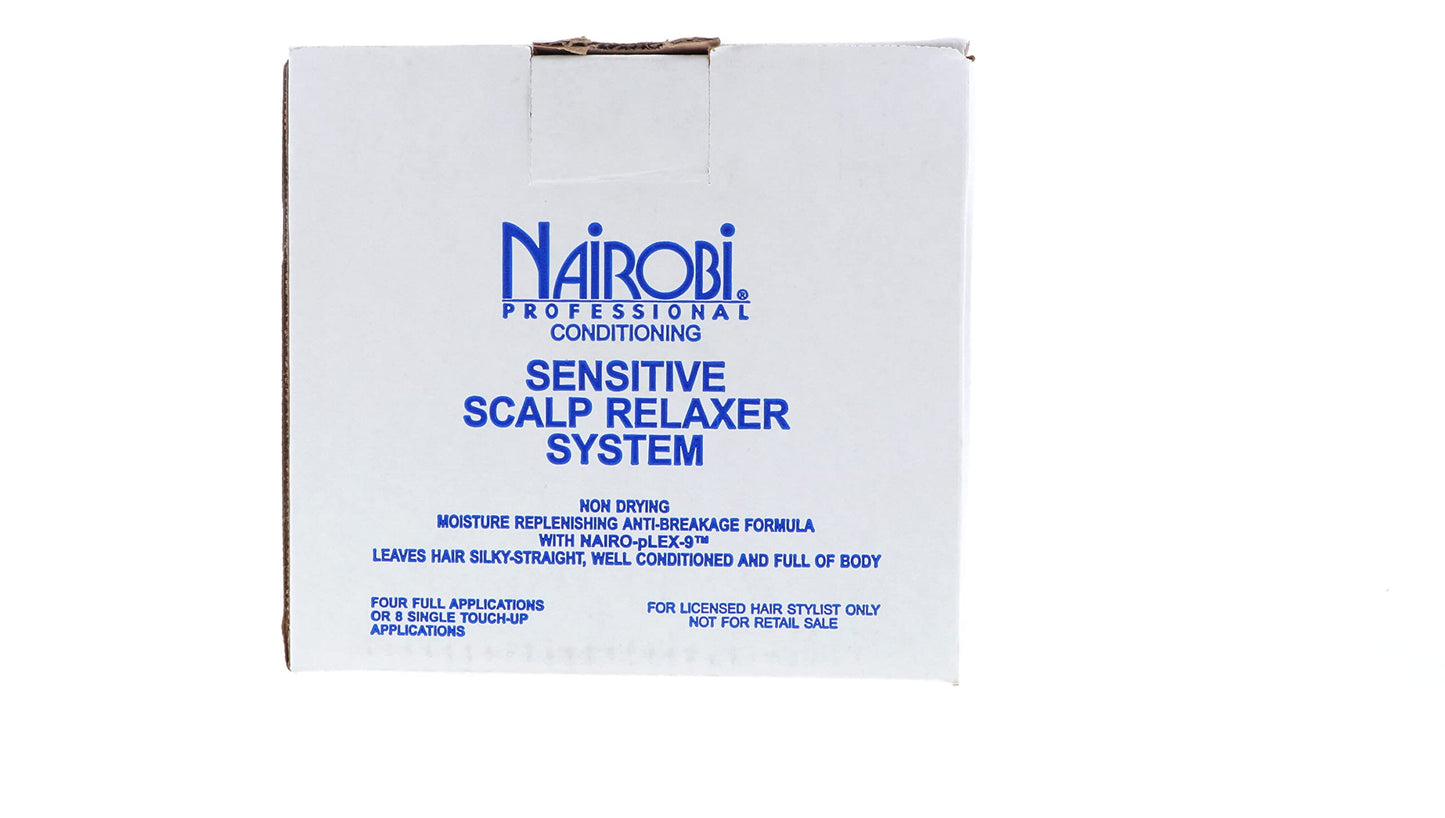 NAIROBI®
PROFESSIONAL
CONDITIONING
SENSITIVE
SCALP RELAXER
SYSTEM
NON DRYING
MOISTURE REPLENISHING ANTI-BREAKAGE FORMULA
WITH NAIRO-pLEX-9™
LEAVES HAIR SILKY-STRAIGHT, WELL CONDITIONED AND FULL OF BODY
FOUR FULL APPLICATIONS
OR 8 SINGLE TOUCH-UP
APPLICATIONS
FOR LICENSED HAIR STYLIST ONLY
NOT FOR RETAIL SALE